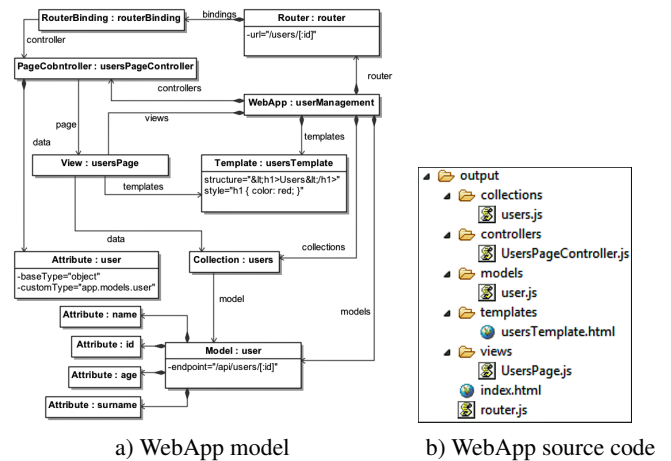 RouterBinding : routerBinding
bindings
Router : router
-url="/users/[:id]"
controller
PageCobntroller : usersPageController
router
controllers
WebApp : userManagement
views
page
data
templates
View : usersPage
Template : usersTemplate
structure="&lt;h1>Users&lt;/h1>"
style="h1 { color: red; }"
templates
data
collections
Attribute : user
-baseType="object"
-customType="app.models.user"
Collection : users
model
models
Attribute : name
Attribute : id
Model : user
-endpoint="/api/users/[:id]"
Attribute : age
Attribute : surname
a) WebApp model
output
collections
users.js
controllers
UsersPageController.js
models
user.js
templates
usersTemplate.html
views
UsersPage.js
index.html
router.js
b) WebApp source code